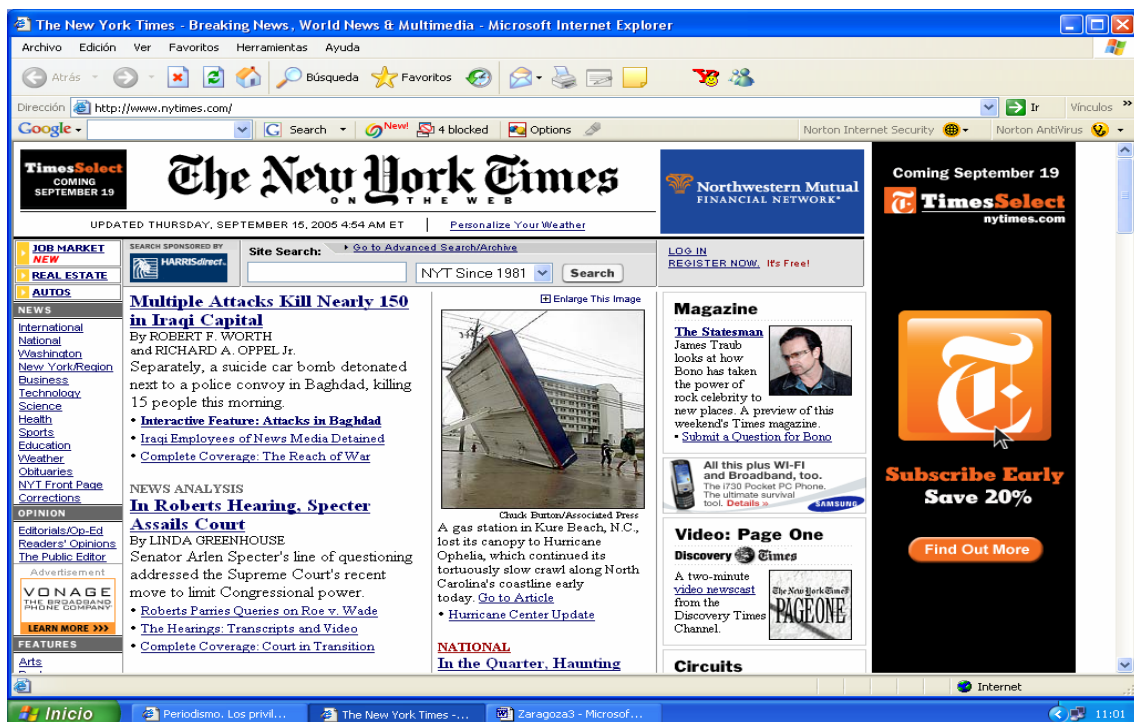 The New York Times - Breaking News, World News & Multimedia - Microsoft Internet Explorer
Archivo Edición Ver Favoritos Herramientas Ayuda
Atrás Búsqueda Favoritos
Dirección http://www.nytimes.com/ Ir Vínculos »
Google Search New! 4 blocked Options Norton Internet Security Norton AntiVirus
TimesSelect
COMING
SEPTEMBER 19
The New York Times
ON THE WEB
UPDATED THURSDAY, SEPTEMBER 15, 2005 4:54 AM ET
Personalize Your Weather
Northwestern Mutual
FINANCIAL NETWORK®
JOB MARKET
NEW
REAL ESTATE
AUTOS
SEARCH SPONSORED BY
HARRISdirect.
Site Search:
Go to Advanced Search/Archive
NYT Since 1981
Search
LOG IN
REGISTER NOW. It's Free!
NEWS
International
National
Washington
New York/Region
Business
Technology
Science
Health
Sports
Education
Weather
Obituaries
NYT Front Page
Corrections
OPINION
Editorials/Op-Ed
Readers' Opinions
The Public Editor
Advertisement
VONAGE
THE BROADBAND
PHONE COMPANY
LEARN MORE >>>
FEATURES
Arts
Multiple Attacks Kill Nearly 150
in Iraqi Capital
By ROBERT F. WORTH
and RICHARD A. OPPEL Jr.
Separately, a suicide car bomb detonated
next to a police convoy in Baghdad, killing
15 people this morning.
• Interactive Feature: Attacks in Baghdad
• Iraqi Employees of News Media Detained
• Complete Coverage: The Reach of War
NEWS ANALYSIS
In Roberts Hearing, Specter
Assails Court
By LINDA GREENHOUSE
Senator Arlen Specter's line of questioning
addressed the Supreme Court's recent
move to limit Congressional power.
• Roberts Parries Queries on Roe v. Wade
• The Hearings: Transcripts and Video
• Complete Coverage: Court in Transition
Enlarge This Image
Chuck Burton/Associated Press
A gas station in Kure Beach, N.C.,
lost its canopy to Hurricane
Ophelia, which continued its
tortuously slow crawl along North
Carolina's coastline early
today. Go to Article
• Hurricane Center Update
NATIONAL
In the Quarter, Haunting
Magazine
The Statesman
James Traub
looks at how
Bono has taken
the power of
rock celebrity to
new places. A preview of this
weekend's Times magazine.
• Submit a Question for Bono
All this plus WI-FI
and Broadband, too.
The i730 Pocket PC Phone.
The ultimate survival
tool. Details »
SAMSUNG
Video: Page One
Discovery Times
A two-minute
video newscast
from the
Discovery Times
Channel.
The New York Times
PAGE ONE
Circuits
Coming September 19
TimesSelect
nytimes.com
Subscribe Early
Save 20%
Find Out More
Internet
Inicio
Periodismo. Los privil...
The New York Times -...
Zaragoza3 - Microsof...
11:01